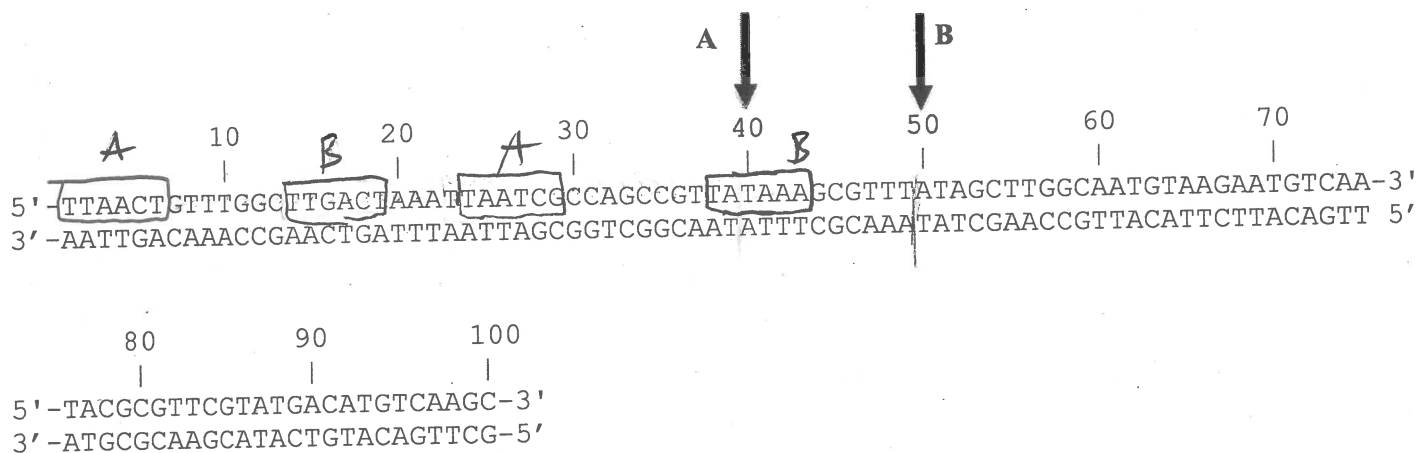 A B
10 20 30 40 50 60 70
A B A B
5'-TTAACTGTTTGGCTTGACTAAATTAATCGCCAGCCGTTATAAAGCGTTTATAGCTTGGCAATGTAAGAATGTCAA-3'
3'-AATTGACAAACCGAACTGATTTAATTAGCGGTCGGCAATATTTCGCAAATATCGAACCGTTACATTCTTACAGTT 5'
80 90 100
5'-TACGCGTTCGTATGACATGTCAAGC-3'
3'-ATGCGCAAGCATACTGTACAGTTCG-5'